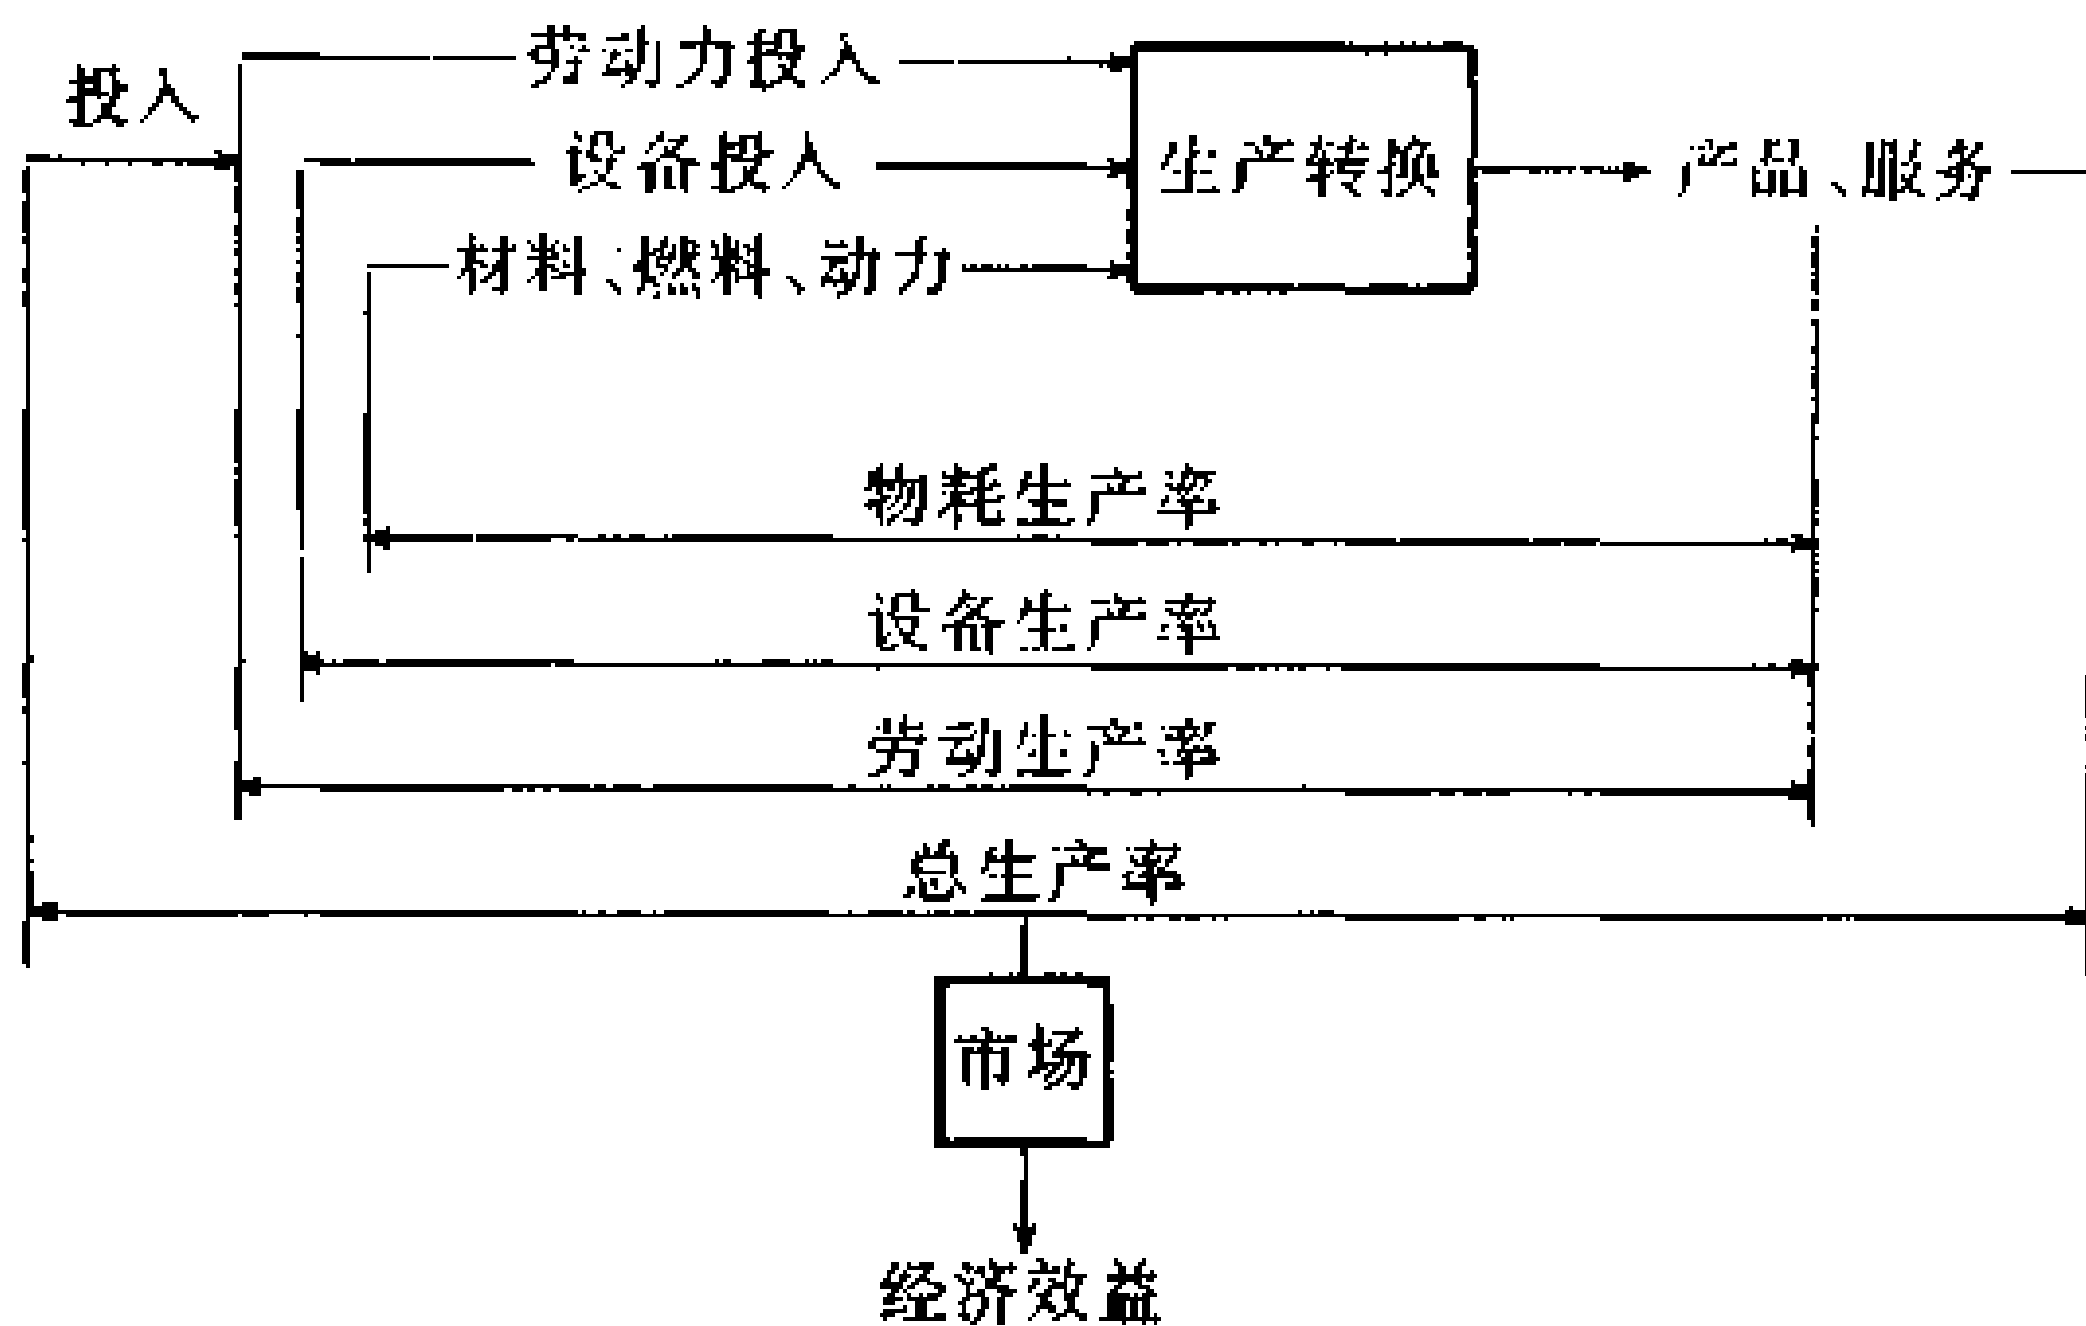 投入
劳动力投入
设备投入
材料、燃料、动力
生产转换
产品、服务
物耗生产率
设备生产率
劳动生产率
总生产率
市场
经济效益